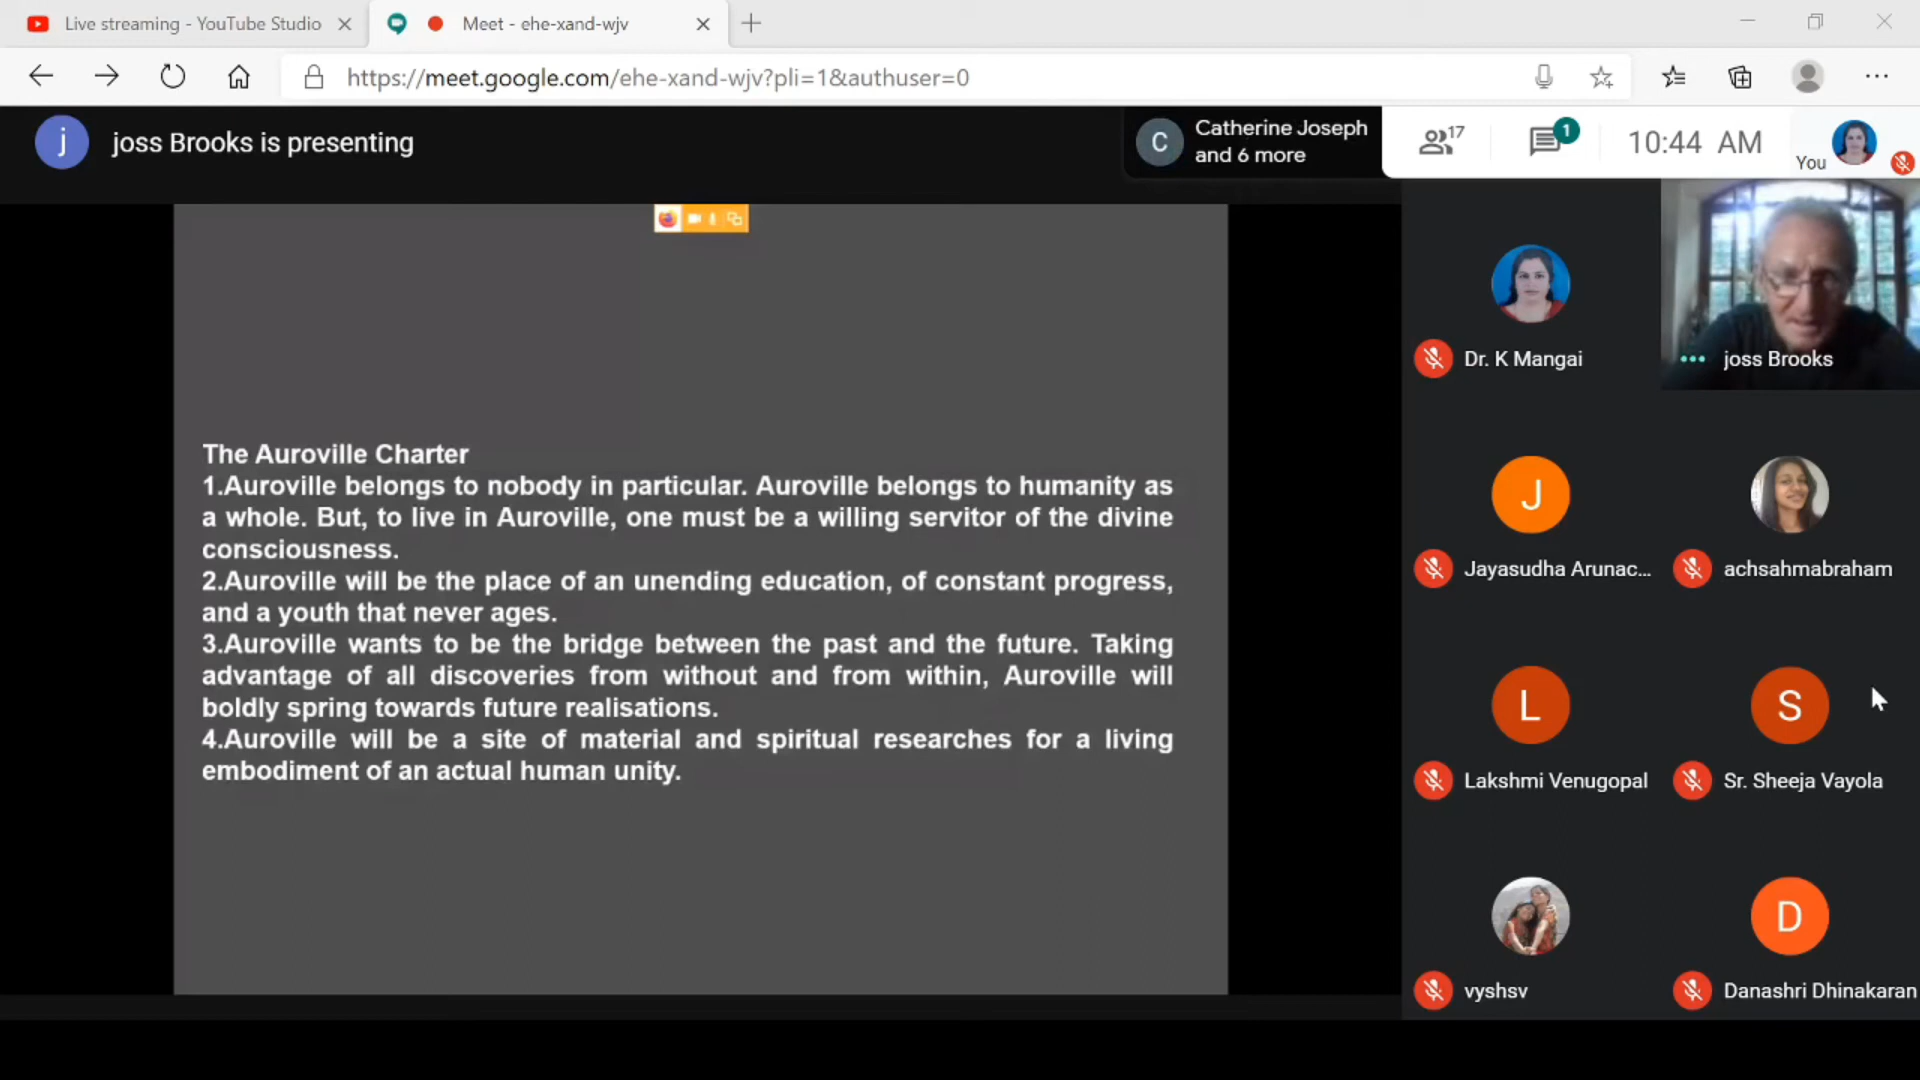 Live streaming - YouTube Studio
Meet - ehe-xand-wjv
https://meet.google.com/ehe-xand-wjv?pli=1&authuser=0
j
joss Brooks is presenting
C
Catherine Joseph
and 6 more
17
1
10:44 AM
You
The Auroville Charter
1.Auroville belongs to nobody in particular. Auroville belongs to humanity as
a whole. But, to live in Auroville, one must be a willing servitor of the divine
consciousness.
2.Auroville will be the place of an unending education, of constant progress,
and a youth that never ages.
3.Auroville wants to be the bridge between the past and the future. Taking
advantage of all discoveries from without and from within, Auroville will
boldly spring towards future realisations.
4.Auroville will be a site of material and spiritual researches for a living
embodiment of an actual human unity.
Dr. K Mangai
joss Brooks
J
Jayasudha Arunac...
achsahmabraham
L
Lakshmi Venugopal
S
Sr. Sheeja Vayola
vyshsv
D
Danashri Dhinakaran